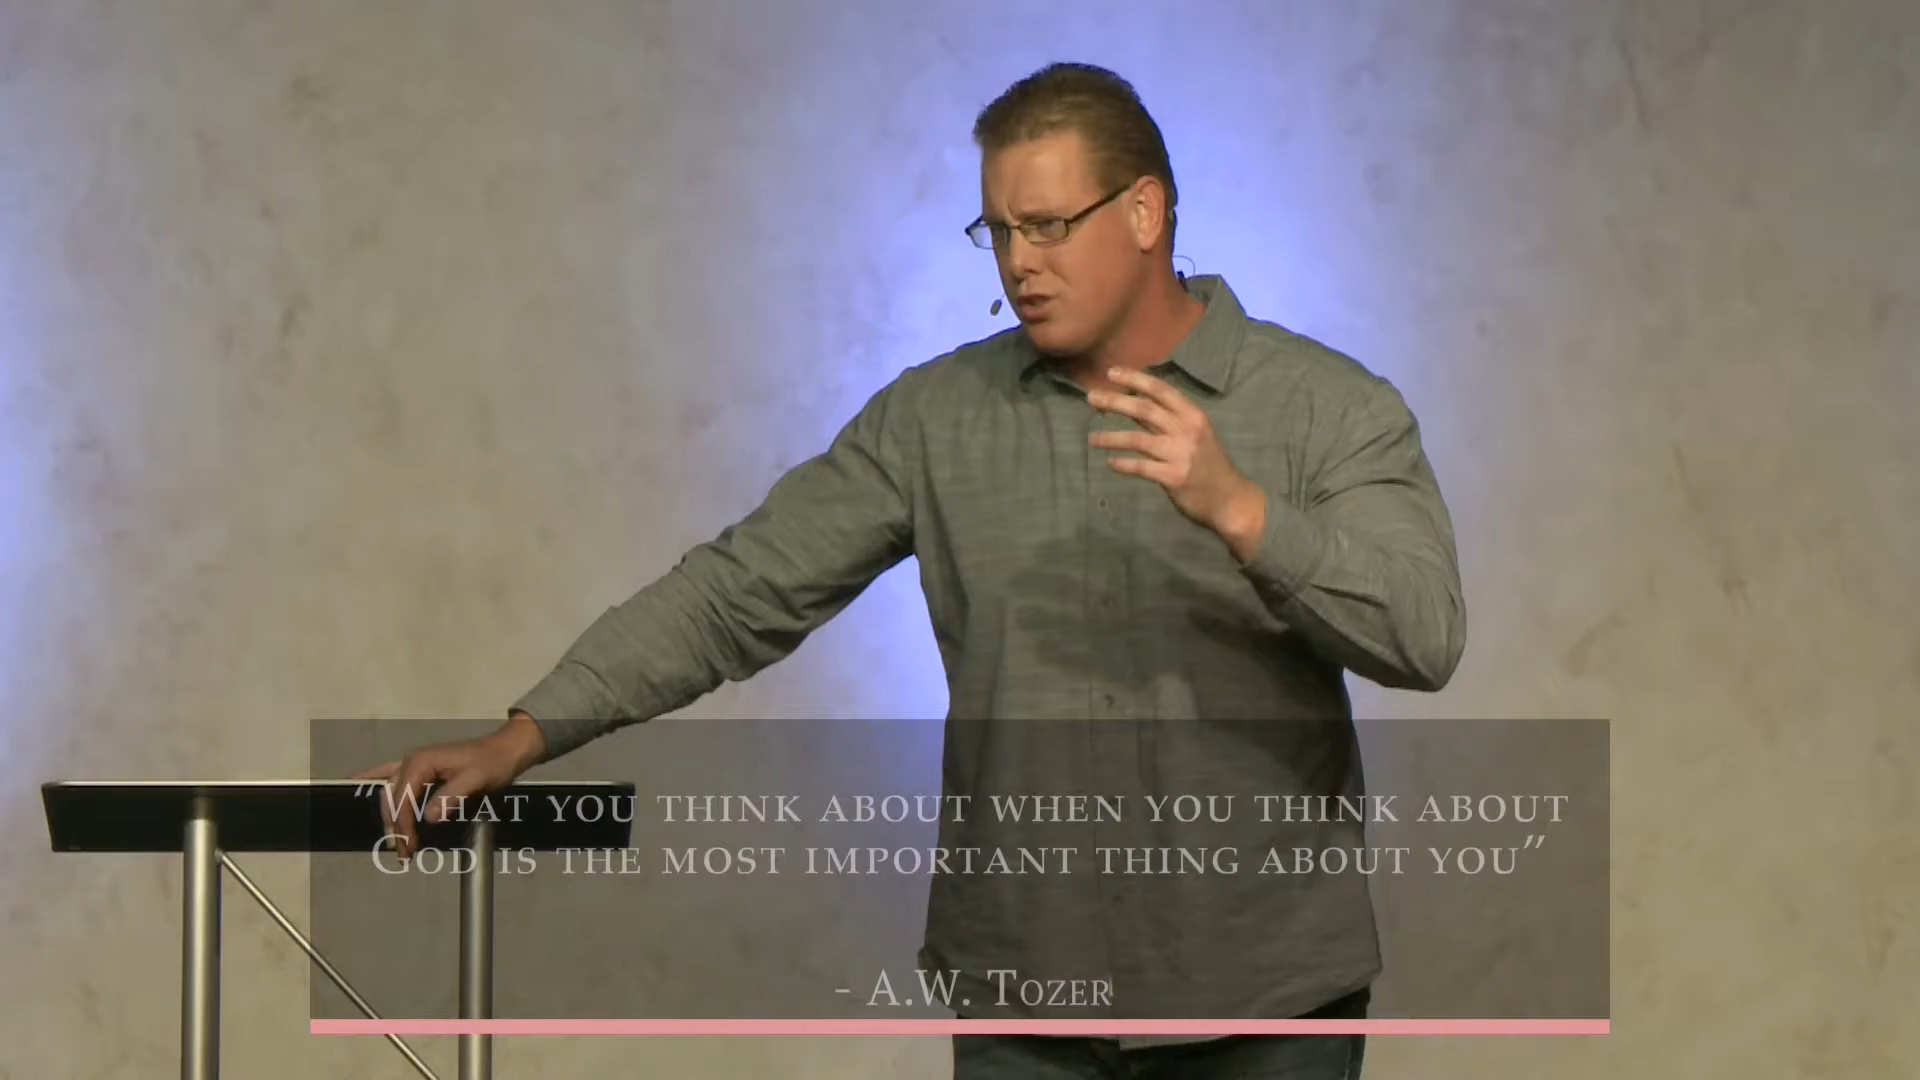 “What you think about when you think about
God is the most important thing about you”
- A.W. Tozer